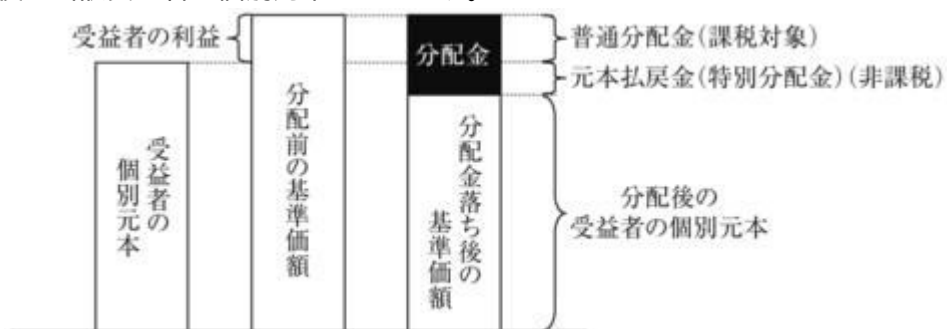 受益者の利益
分配金
普通分配金(課税対象)
元本払戻金(特別分配金)(非課税)
受益者の
個別元本
分配前の基準価額
分配金落ち後の
基準価額
分配後の
受益者の個別元本